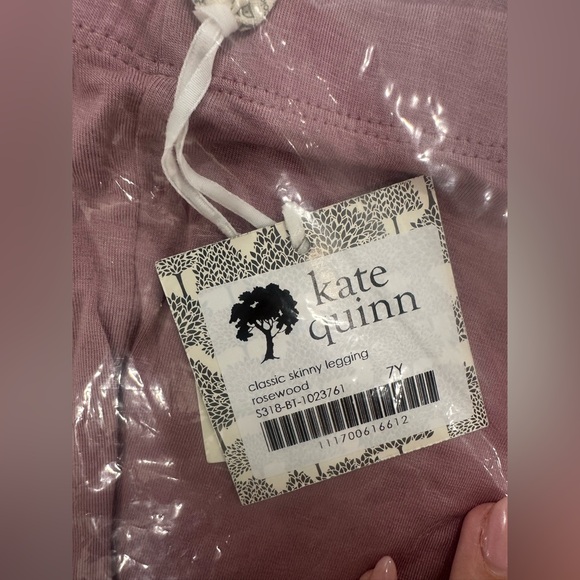 kate
quinn
classic skinny legging
rosewood 7Y
S318-BT-1023761
111700616612